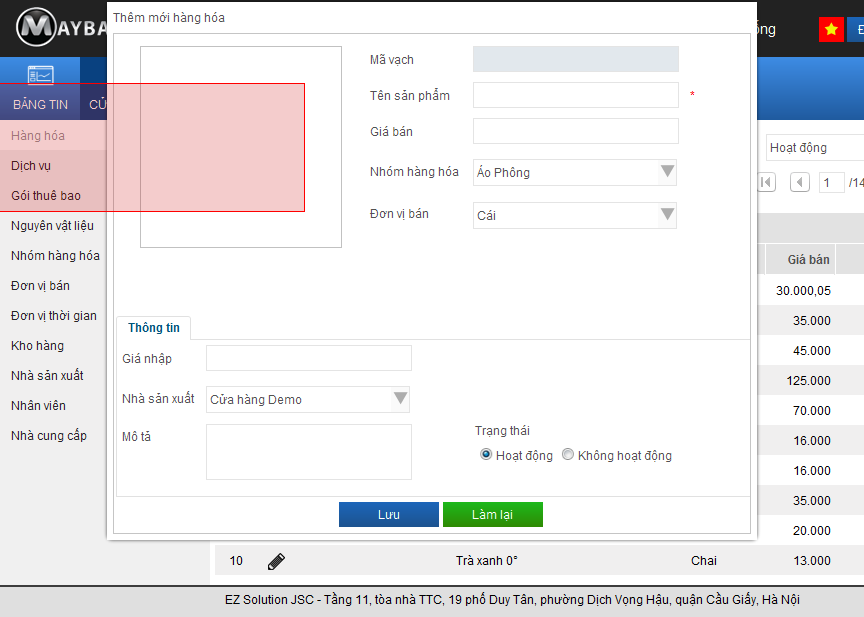 MAYBA
Thêm mới hàng hóa
BẢNG TIN
Hàng hóa
Dịch vụ
Gói thuê bao
Nguyên vật liệu
Nhóm hàng hóa
Đơn vị bán
Đơn vị thời gian
Kho hàng
Nhà sản xuất
Nhân viên
Nhà cung cấp
Mã vạch
Tên sản phẩm *
Giá bán
Nhóm hàng hóa Áo Phông
Đơn vị bán Cái
Thông tin
Giá nhập
Nhà sản xuất Cửa hàng Demo
Mô tả
Trạng thái
Hoạt động Không hoạt động
Lưu Làm lại
Hoạt động
1 /14
Giá bán
30.000,05
35.000
45.000
125.000
70.000
16.000
16.000
35.000
20.000
10 Trà xanh 0° Chai 13.000
EZ Solution JSC - Tầng 11, tòa nhà TTC, 19 phố Duy Tân, phường Dịch Vọng Hậu, quận Cầu Giấy, Hà Nội